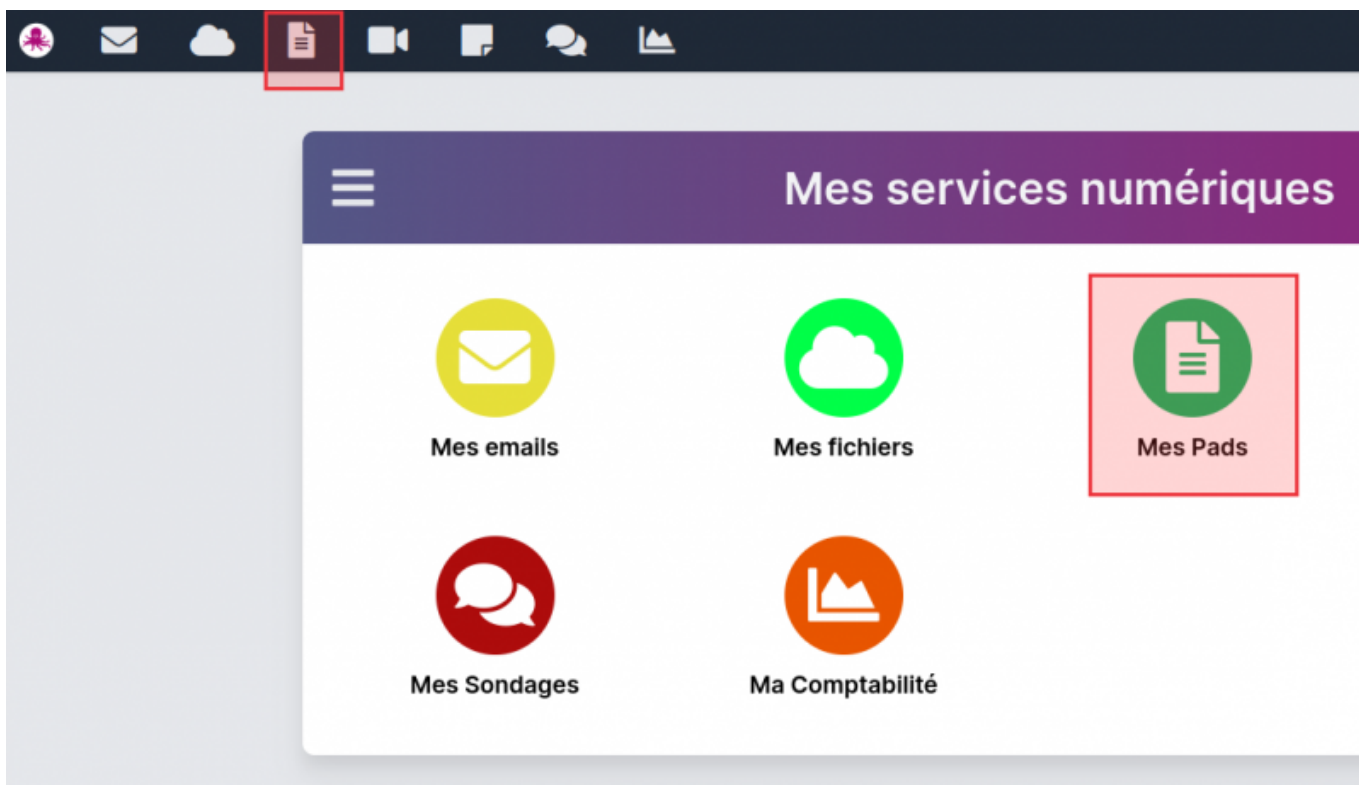 Mes services numériques
Mes emails
Mes fichiers
Mes Pads
Mes Sondages
Ma Comptabilité